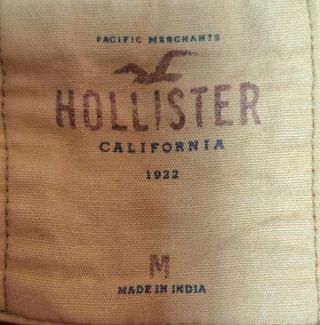 PACIFIC MERCHANTS
HOLLISTER
CALIFORNIA
1922
M
MADE IN INDIA